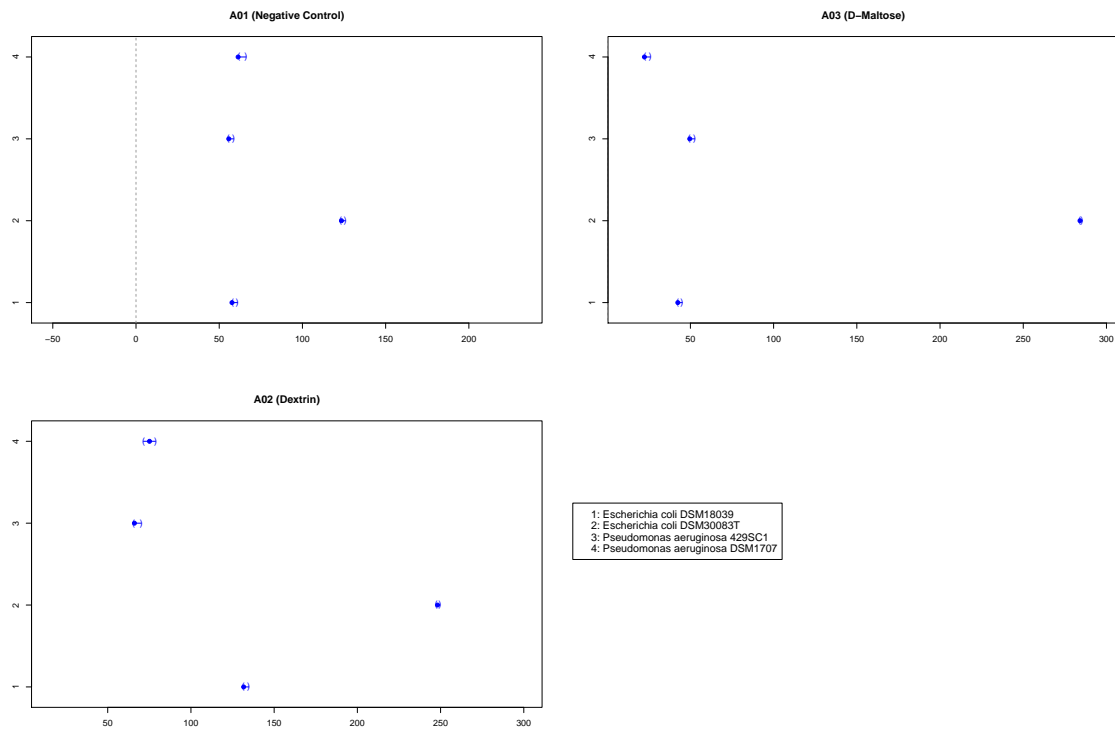 A01 (Negative Control)
4
3
2
1
−50 0 50 100 150 200
A03 (D−Maltose)
4
3
2
1
50 100 150 200 250 300
A02 (Dextrin)
4
3
2
1
50 100 150 200 250 300
1: Escherichia coli DSM18039
2: Escherichia coli DSM30083T
3: Pseudomonas aeruginosa 429SC1
4: Pseudomonas aeruginosa DSM1707